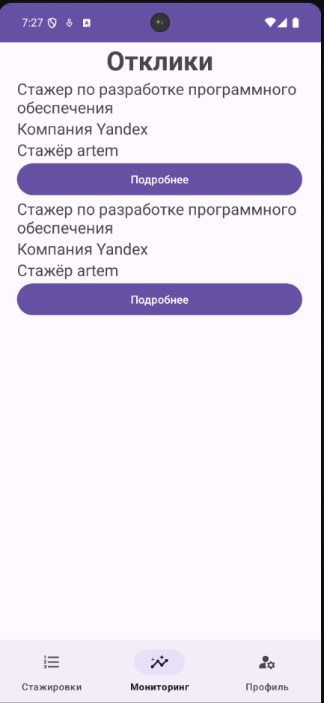 7:27
Отклики
Стажер по разработке программного
обеспечения
Компания Yandex
Стажёр artem
Подробнее
Стажер по разработке программного
обеспечения
Компания Yandex
Стажёр artem
Подробнее
Стажировки
Мониторинг
Профиль